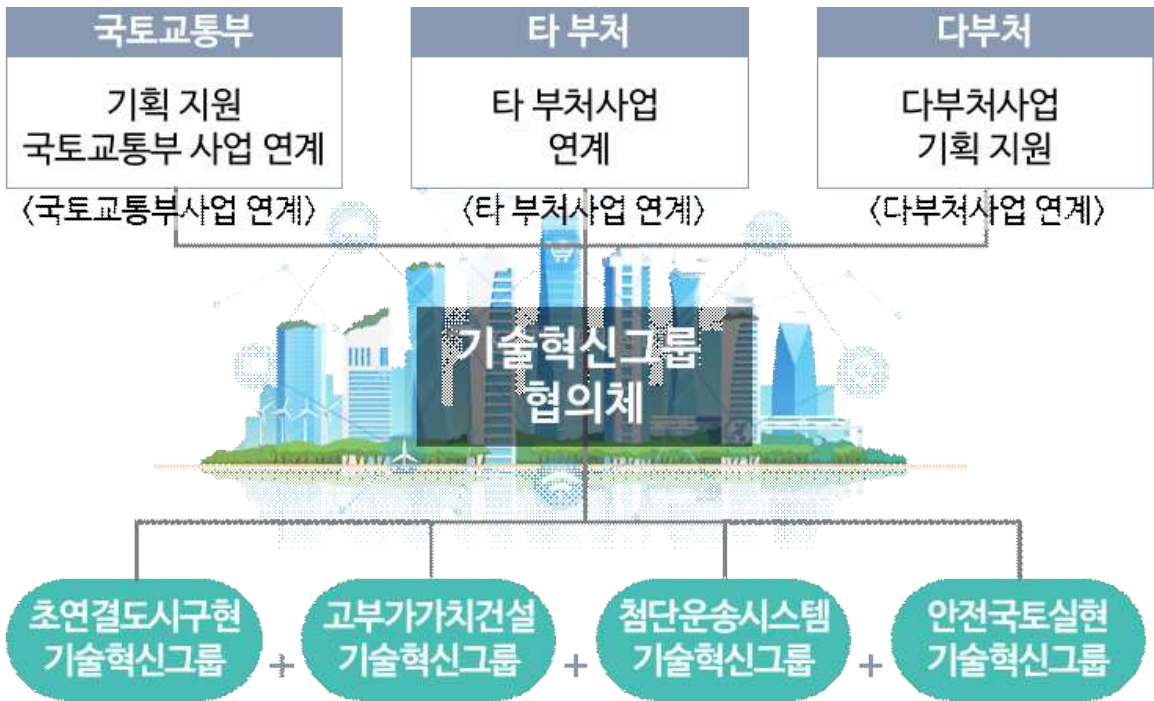 국토교통부
타 부처
다부처
기획 지원
국토교통부 사업 연계
타 부처사업
연계
다부처사업
기획 지원
〈국토교통부사업 연계〉
〈타 부처사업 연계〉
〈다부처사업 연계〉
기술혁신그룹
협의체
초연결도시구현
기술혁신그룹
+
고부가가치건설
기술혁신그룹
+
첨단운송시스템
기술혁신그룹
+
안전국토실현
기술혁신그룹